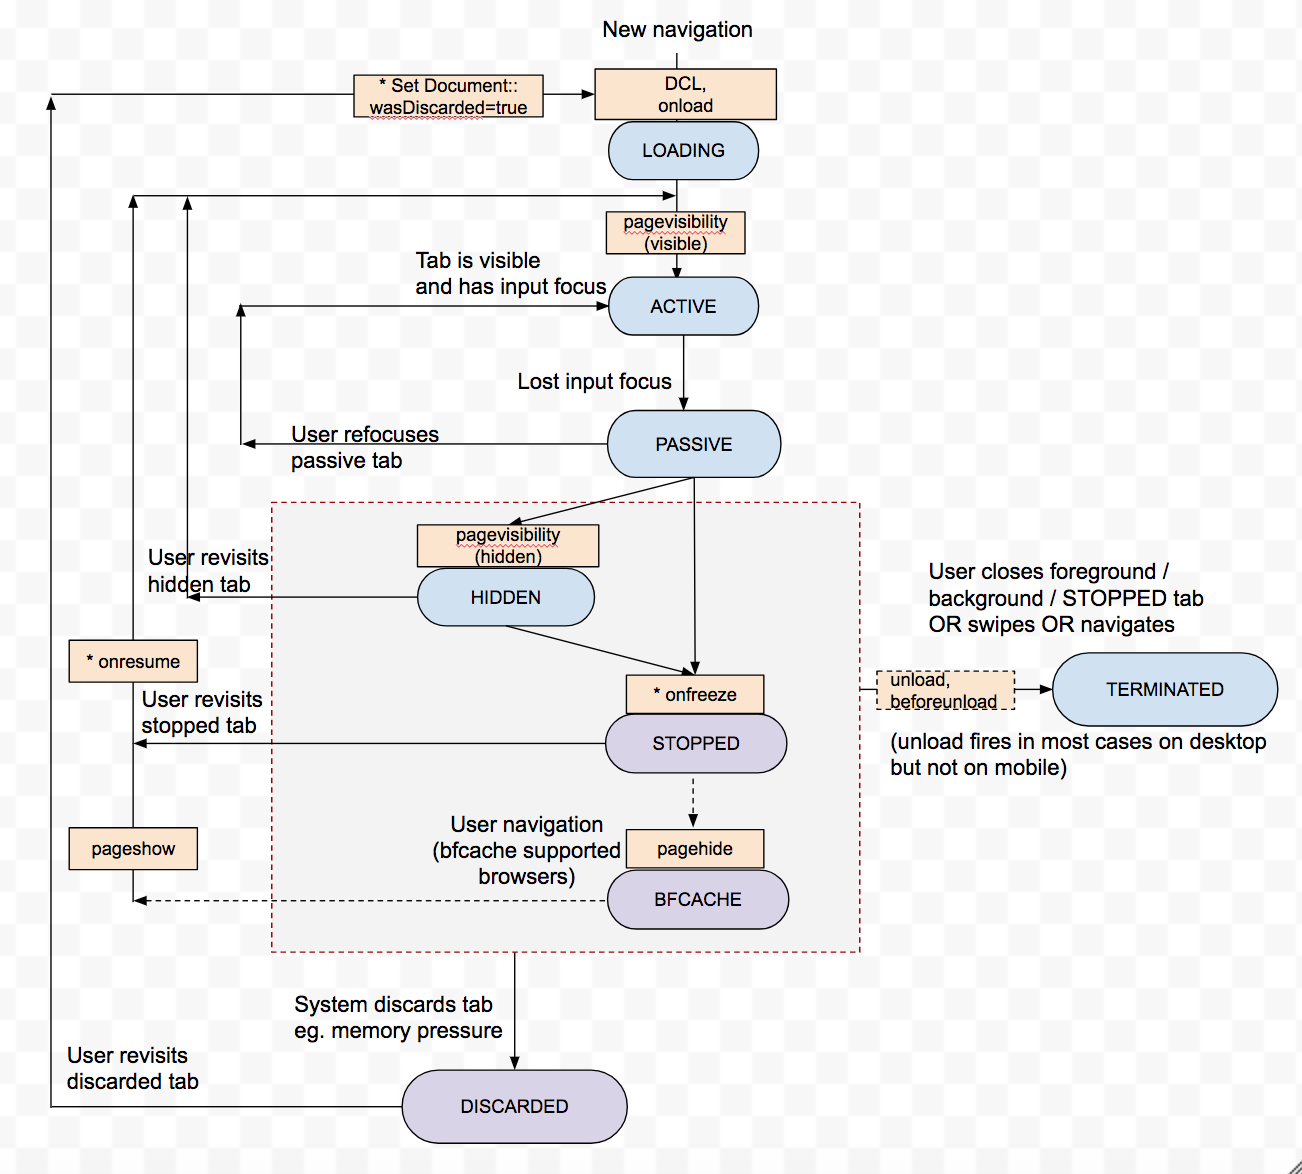 New navigation
* Set Document::
wasDiscarded=true
DCL,
onload
LOADING
pagevisibility
(visible)
Tab is visible
and has input focus
ACTIVE
Lost input focus
PASSIVE
User refocuses
passive tab
pagevisibility
(hidden)
User revisits
hidden tab
HIDDEN
User closes foreground /
background / STOPPED tab
OR swipes OR navigates
* onresume
User revisits
stopped tab
* onfreeze
STOPPED
unload,
beforeunload
TERMINATED
(unload fires in most cases on desktop
but not on mobile)
pageshow
User navigation
(bfcache supported
browsers)
pagehide
BFCACHE
System discards tab
eg. memory pressure
User revisits
discarded tab
DISCARDED